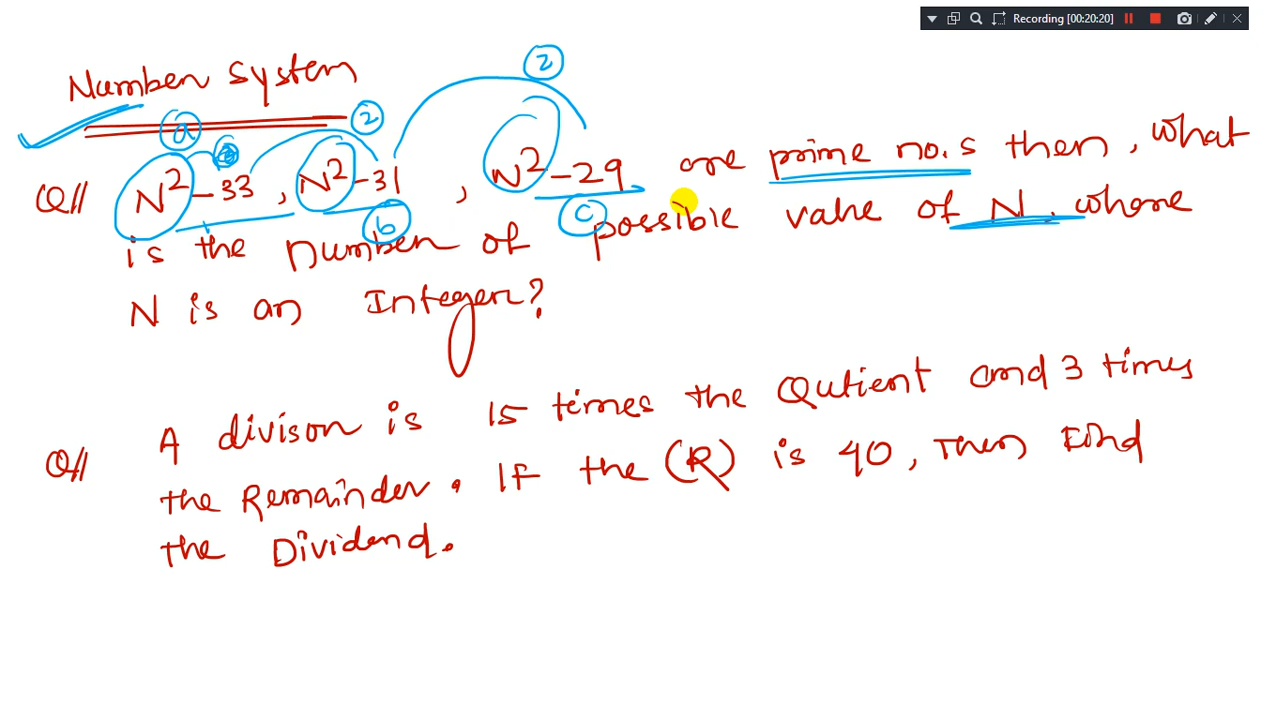 Recording [00:20:20]
Number system
a 2 2
Q// N² - 33 , N² - 31 , N² - 29 are prime no.s then, what
b c
is the number of possible value of N, where
N is an Integer?
Q// A divison is 15 times the Qutient and 3 times
the Remainder. If the (R) is 40, Then Find
the Dividend.